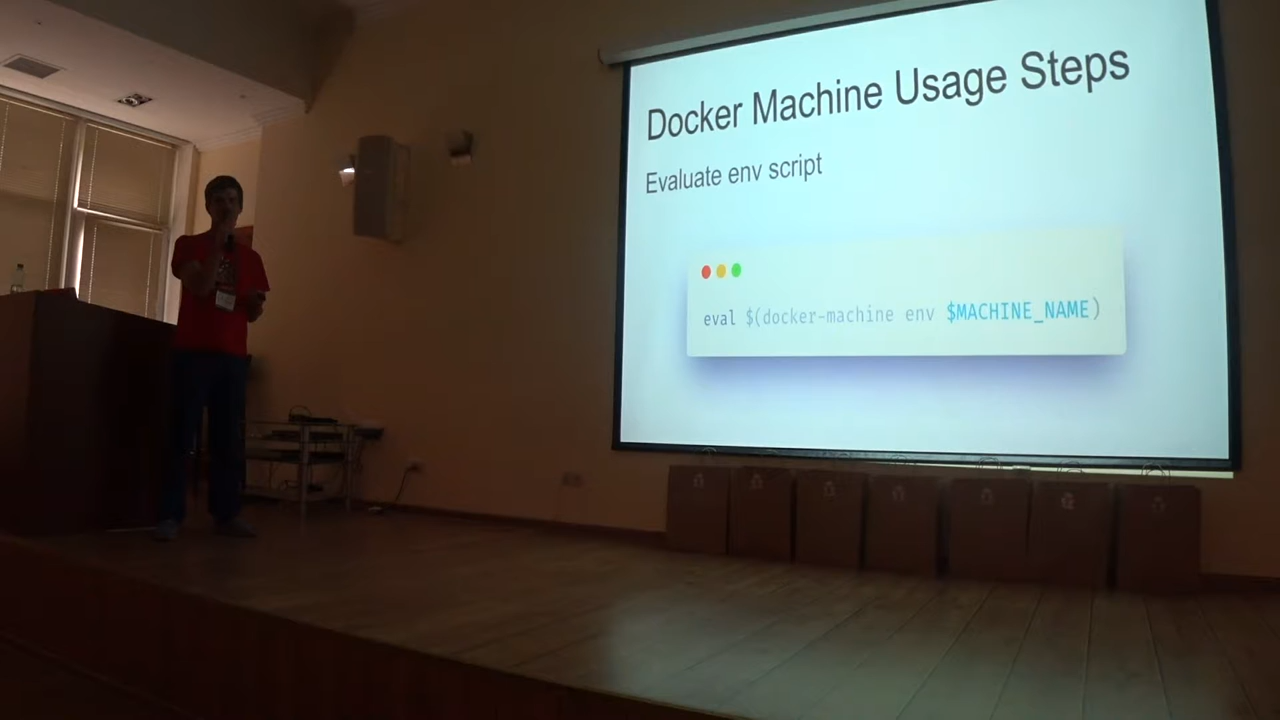 Docker Machine Usage Steps
Evaluate env script
eval $(docker-machine env $MACHINE_NAME)